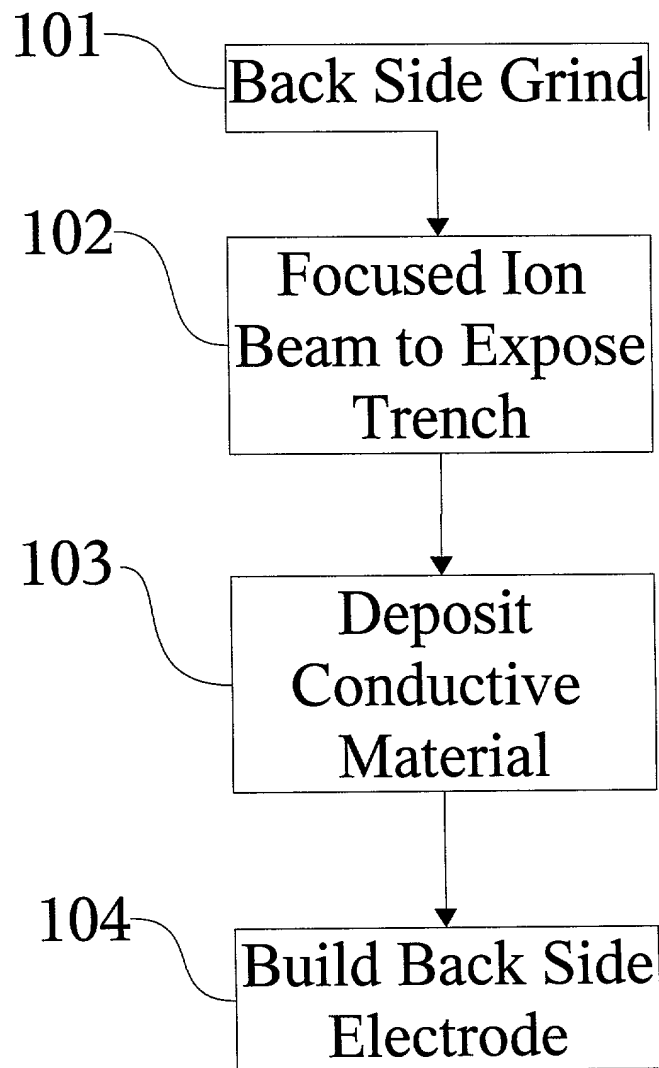 101
Back Side Grind
102
Focused Ion
Beam to Expose
Trench
103
Deposit
Conductive
Material
104
Build Back Side
Electrode